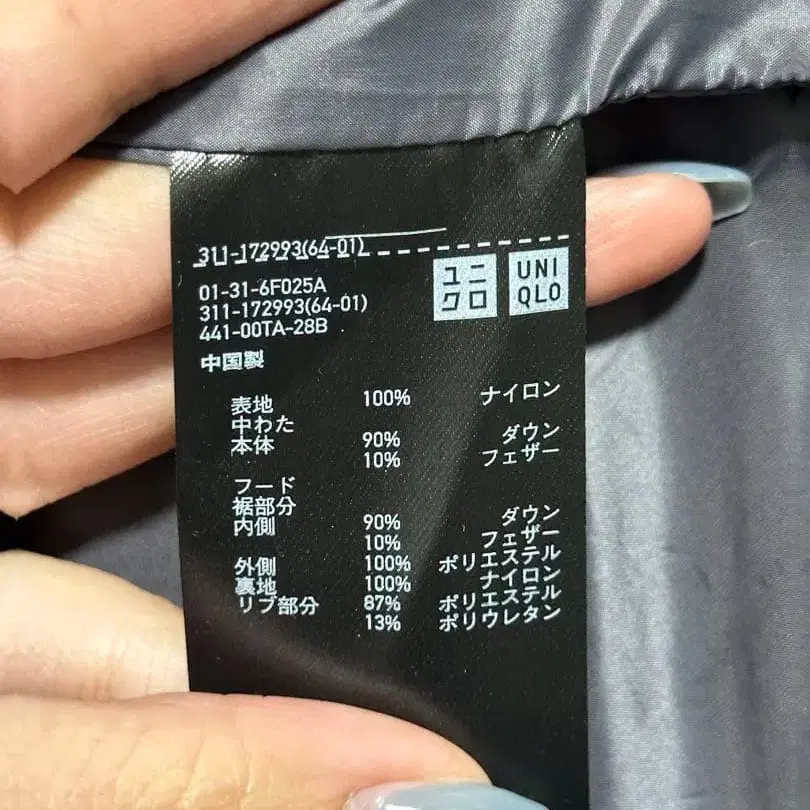 311-172993(64-01)
ユニ
クロ
UNI
QLO
01-31-6F025A
311-172993(64-01)
441-00TA-28B
中国製
表地 100% ナイロン
中わた
本体 90% ダウン
10% フェザー
フード
裾部分
内側 90% ダウン
10% フェザー
外側 100% ポリエステル
裏地 100% ナイロン
リブ部分 87% ポリエステル
13% ポリウレタン